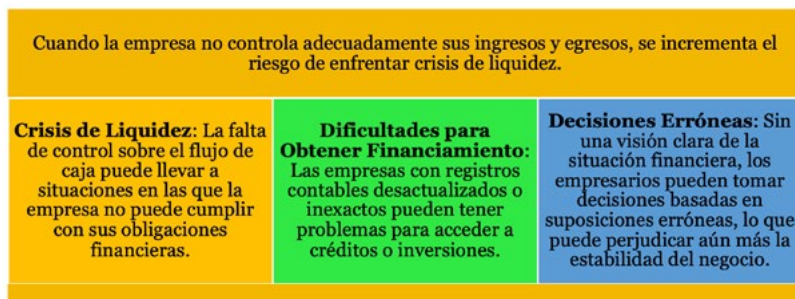 Cuando la empresa no controla adecuadamente sus ingresos y egresos, se incrementa el
riesgo de enfrentar crisis de liquidez.
Crisis de Liquidez: La falta
de control sobre el flujo de
caja puede llevar a
situaciones en las que la
empresa no puede cumplir
con sus obligaciones
financieras.
Dificultades para
Obtener Financiamiento:
Las empresas con registros
contables desactualizados o
inexactos pueden tener
problemas para acceder a
créditos o inversiones.
Decisiones Erróneas: Sin
una visión clara de la
situación financiera, los
empresarios pueden tomar
decisiones basadas en
suposiciones erróneas, lo que
puede perjudicar aún más la
estabilidad del negocio.